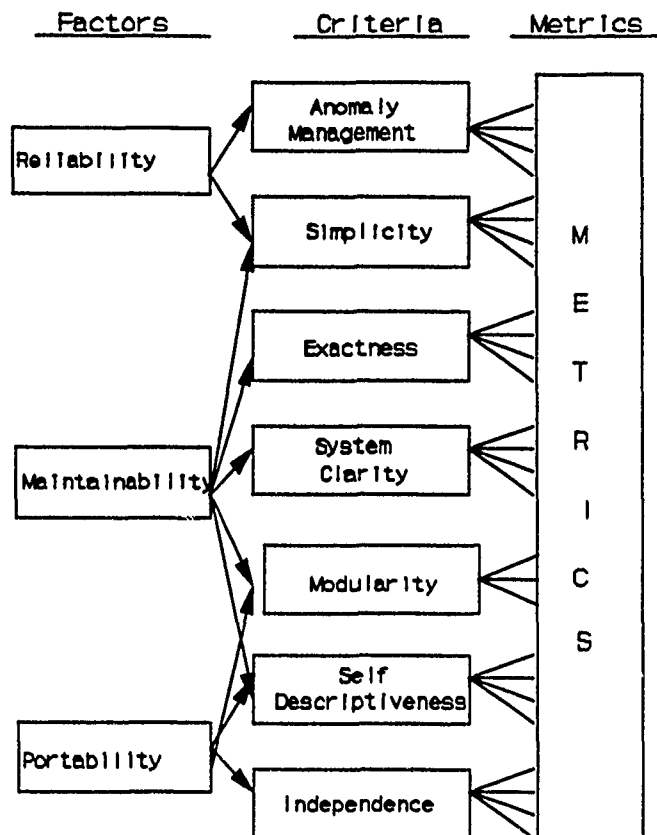 Factors
Criteria
Metrics
Reliability
Anomaly
Management
Simplicity
Exactness
Maintainability
System
Clarity
Modularity
Self
Descriptiveness
Portability
Independence
M
E
T
R
I
C
S